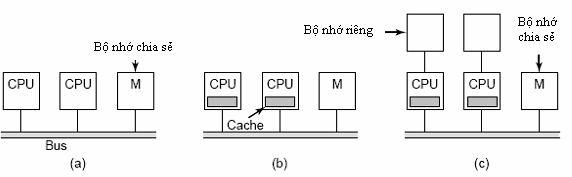 Bộ nhớ chia sẻ
CPU
CPU
M
Bus
(a)
CPU
CPU
M
Cache
(b)
Bộ nhớ riêng
Bộ nhớ
chia sẻ
CPU
CPU
M
(c)